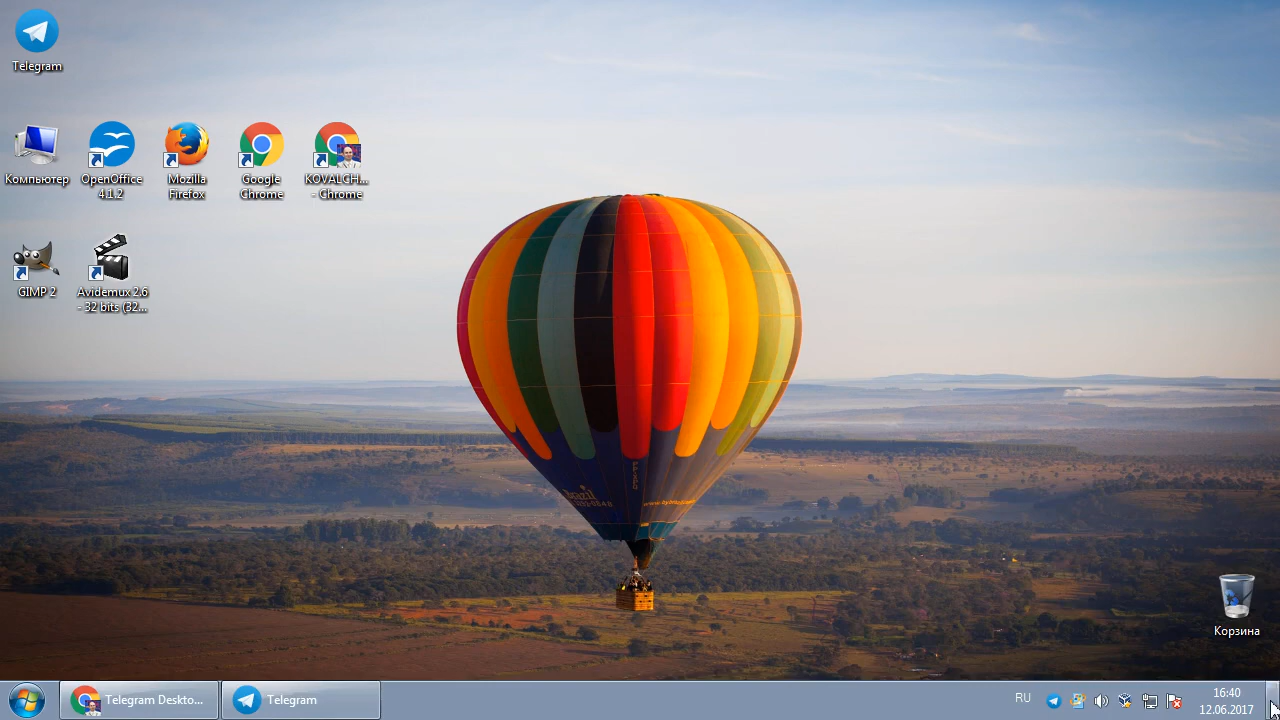 Telegram
Компьютер
OpenOffice
4.1.2
Mozilla
Firefox
Google
Chrome
KOVALCH...
- Chrome
GIMP 2
Avidemux 2.6
- 32 bits (32...
Корзина
Telegram Deskto...
Telegram
RU
16:40
12.06.2017